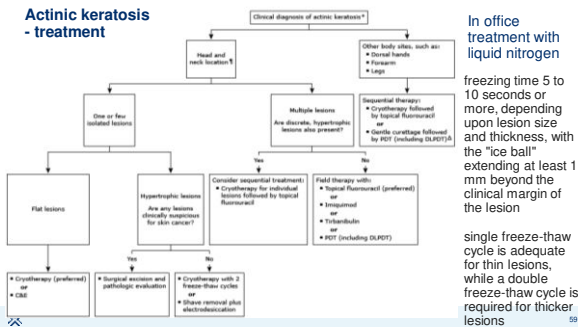 Actinic keratosis
- treatment
Clinical diagnosis of actinic keratosis*
Head and
neck location¶
Other body sites, such as:
• Dorsal hands
• Forearm
• Legs
One or few
isolated lesions
Multiple lesions
Are discrete, hypertrophic
lesions also present?
Sequential therapy:
• Cryotherapy followed
by topical fluorouracil
or
• Gentle curettage followed
by PDT (including DLPDT)Δ
Yes
No
Flat lesions
Hypertrophic lesions
Are any lesions
clinically suspicious
for skin cancer?
Consider sequential treatment:
• Cryotherapy for individual
lesions followed by topical
fluorouracil
Field therapy with:
• Topical fluorouracil (preferred)
or
• Imiquimod
or
• Tirbanibulin
or
• PDT (including DLPDT)
Yes
No
• Cryotherapy (preferred)
or
• C&E
• Surgical excision and
pathologic evaluation
• Cryotherapy with 2
freeze-thaw cycles
or
• Shave removal plus
electrodesiccation
In office
treatment with
liquid nitrogen
freezing time 5 to
10 seconds or
more, depending
upon lesion size
and thickness, with
the "ice ball"
extending at least 1
mm beyond the
clinical margin of
the lesion
single freeze-thaw
cycle is adequate
for thin lesions,
while a double
freeze-thaw cycle is
required for thicker
lesions
59